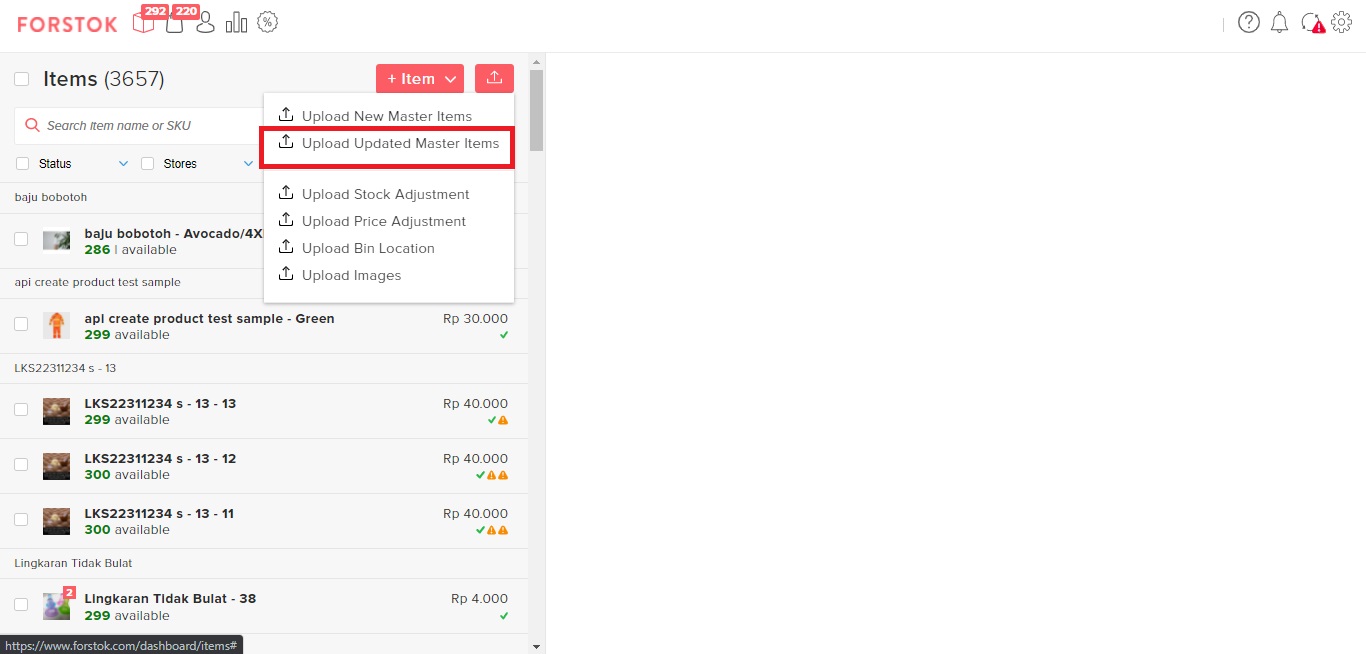 FORSTOK
292
220
Items (3657)
+ Item
Search Item name or SKU
Status
Stores
Upload New Master Items
Upload Updated Master Items
Upload Stock Adjustment
Upload Price Adjustment
Upload Bin Location
Upload Images
baju bobotoh
baju bobotoh - Avocado/4X
286 | available
api create product test sample
api create product test sample - Green
Rp 30.000
299 available
LKS22311234 s - 13
LKS22311234 s - 13 - 13
Rp 40.000
299 available
LKS22311234 s - 13 - 12
Rp 40.000
300 available
LKS22311234 s - 13 - 11
Rp 40.000
300 available
Lingkaran Tidak Bulat
2
Lingkaran Tidak Bulat - 38
Rp 4.000
299 available
https://www.forstok.com/dashboard/items#